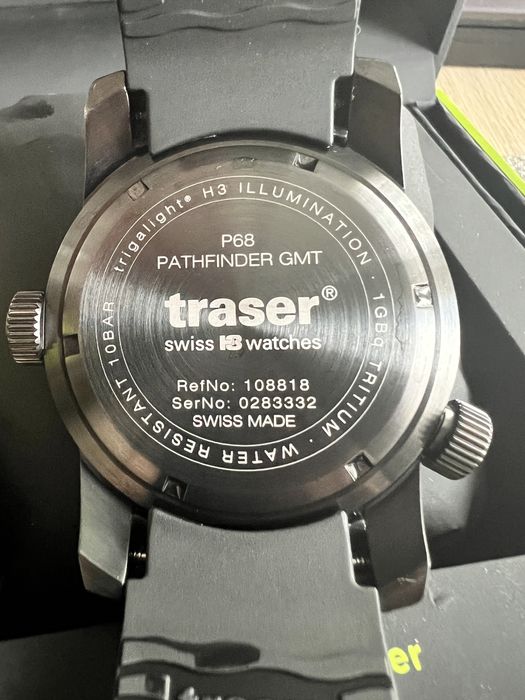 trigalight® H3 ILLUMINATION · 1GBq TRITIUM · WATER RESISTANT 10BAR
P68
PATHFINDER GMT
traser®
swiss H3 watches
RefNo: 108818
SerNo: 0283332
SWISS MADE
er